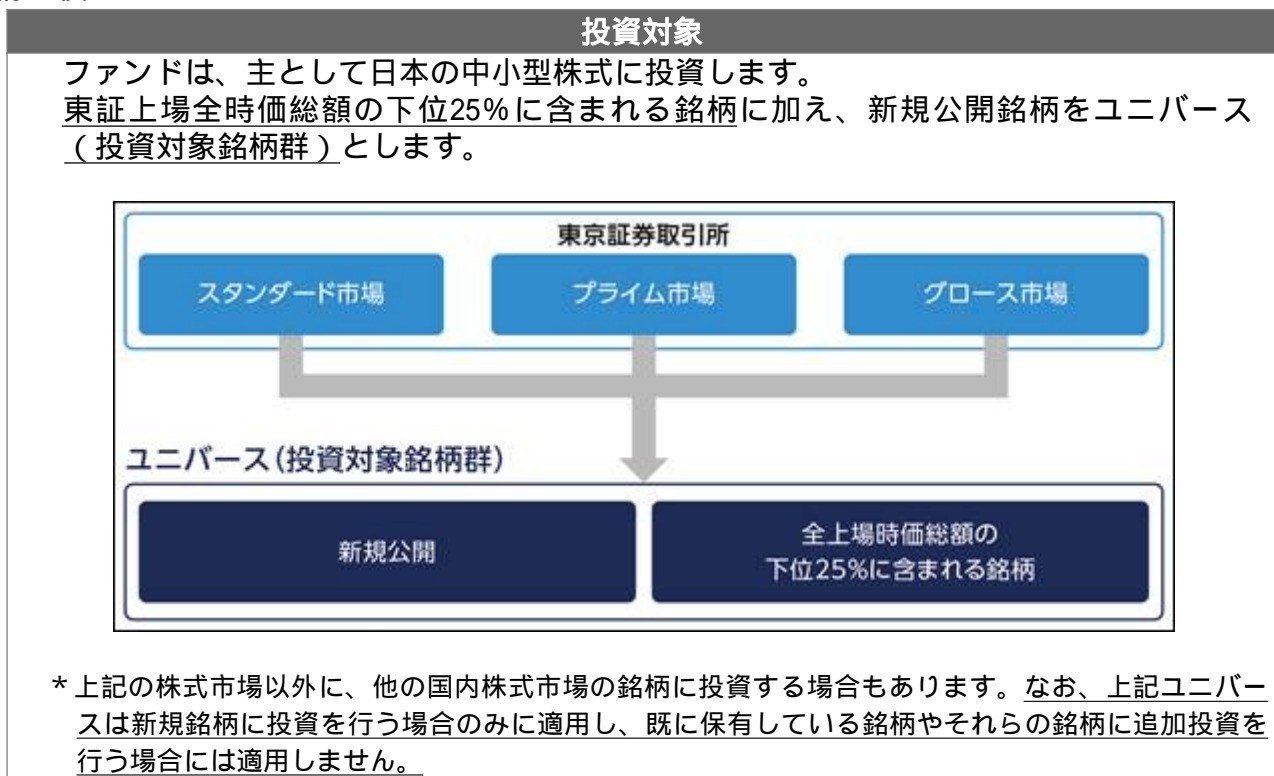 投資対象
ファンドは、主として日本の中小型株式に投資します。
東証上場全時価総額の下位25%に含まれる銘柄に加え、新規公開銘柄をユニバース
(投資対象銘柄群)とします。
東京証券取引所
スタンダード市場 プライム市場 グロース市場
ユニバース(投資対象銘柄群)
新規公開
全上場時価総額の
下位25%に含まれる銘柄
*上記の株式市場以外に、他の国内株式市場の銘柄に投資する場合もあります。なお、上記ユニバー
スは新規銘柄に投資を行う場合のみに適用し、既に保有している銘柄やそれらの銘柄に追加投資を
行う場合には適用しません。